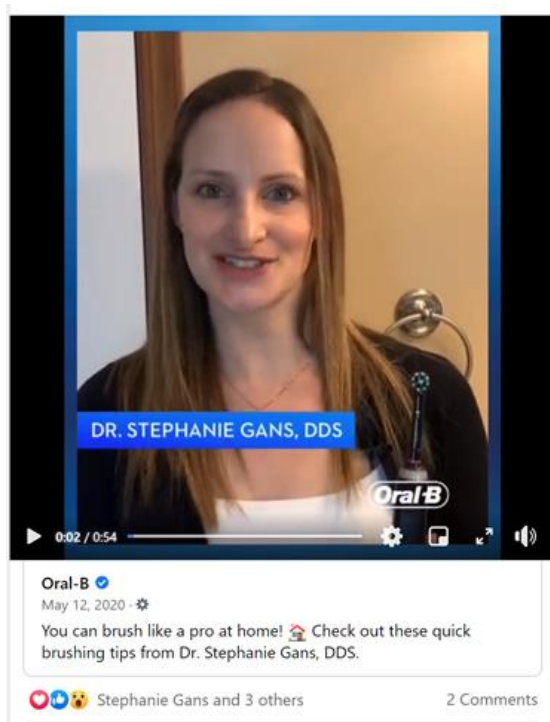 DR. STEPHANIE GANS, DDS
Oral-B
0:02 / 0:54
Oral-B
May 12, 2020 ·
You can brush like a pro at home! 🏠 Check out these quick
brushing tips from Dr. Stephanie Gans, DDS.
Stephanie Gans and 3 others
2 Comments